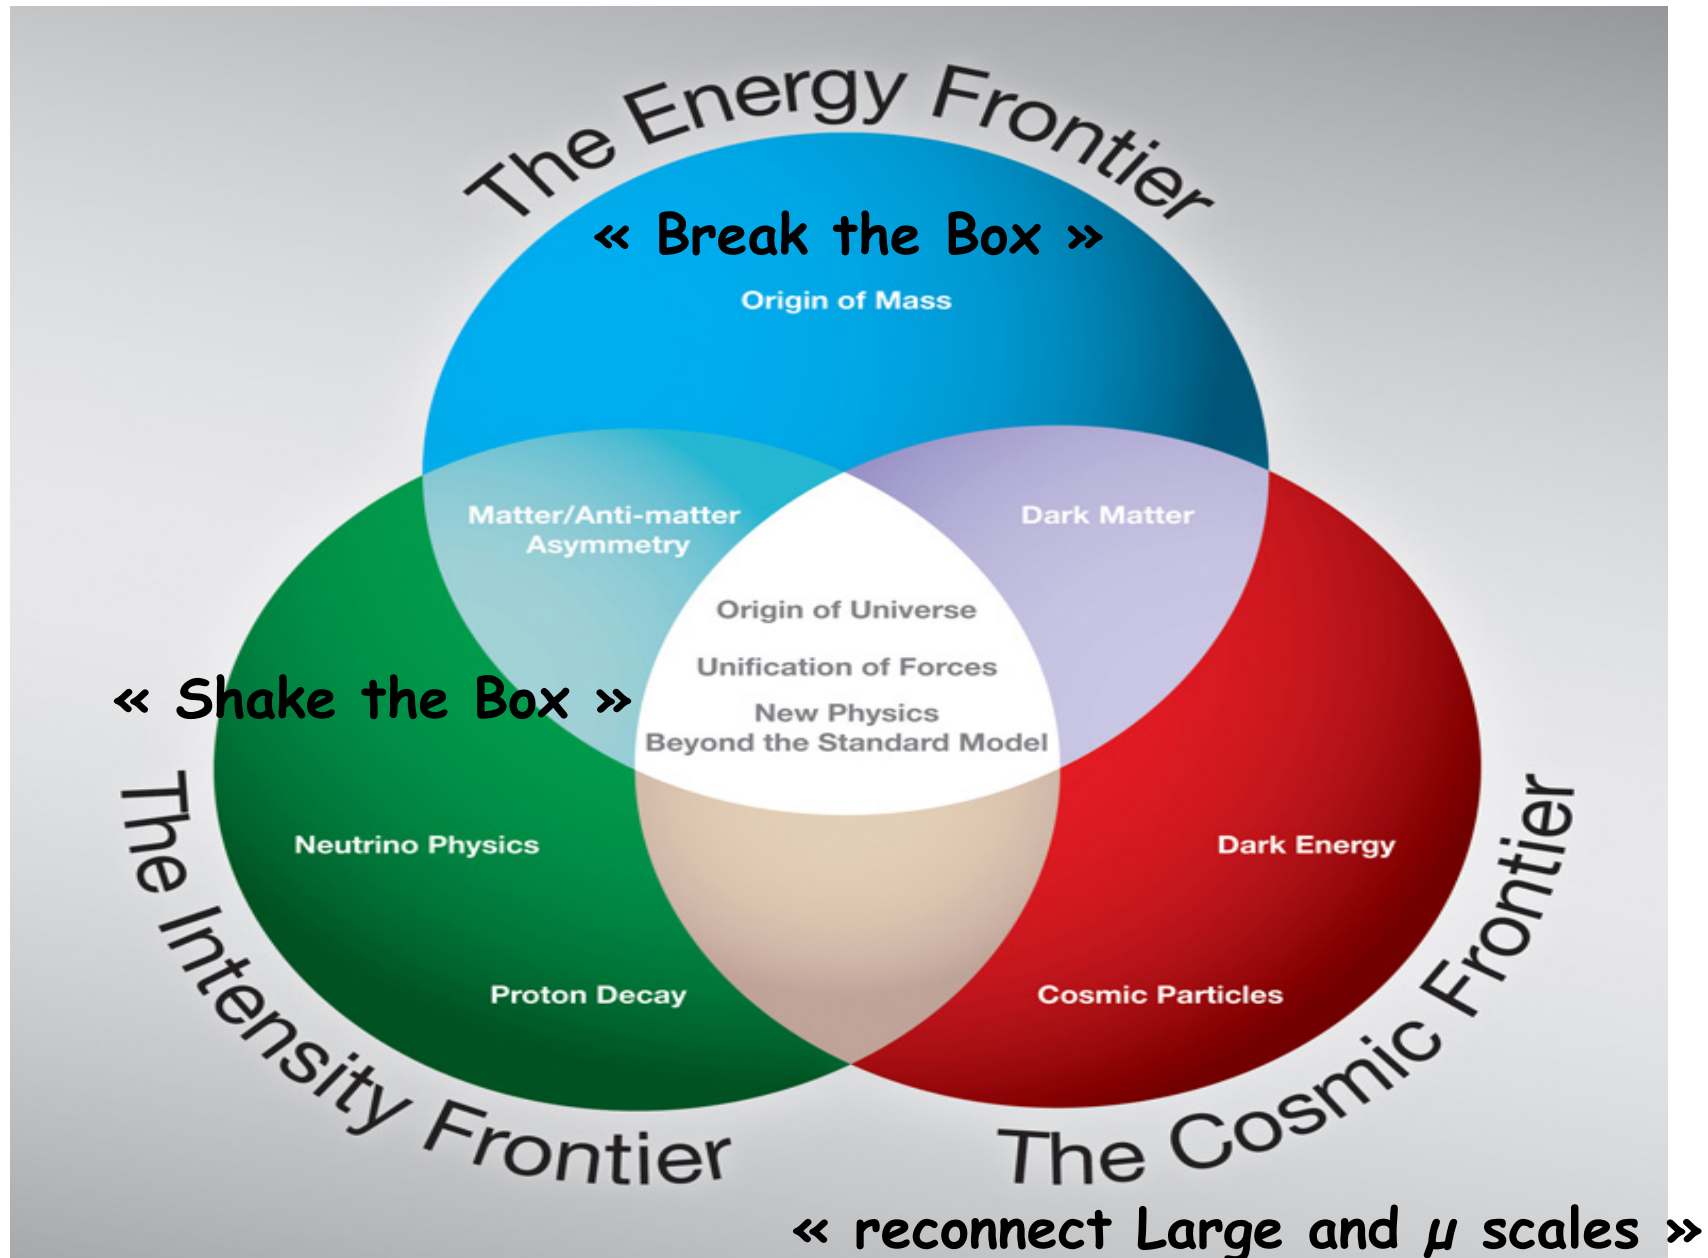 The Energy Frontier
« Break the Box »
Origin of Mass
Matter/Anti-matter
Asymmetry
Dark Matter
Origin of Universe
Unification of Forces
New Physics
Beyond the Standard Model
« Shake the Box »
Neutrino Physics
Dark Energy
Proton Decay
Cosmic Particles
The Intensity Frontier
The Cosmic Frontier
« reconnect Large and µ scales »